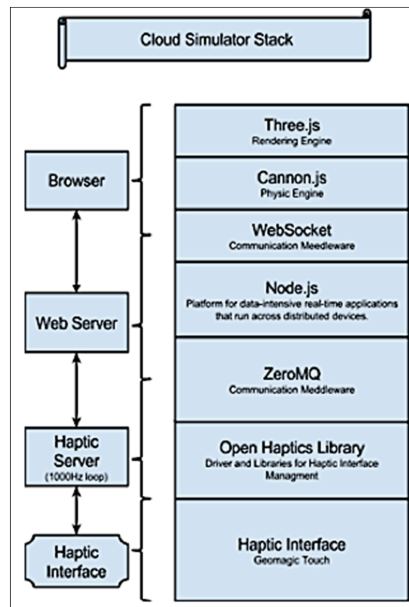 Cloud Simulator Stack
Three.js
Rendering Engine
Browser
Cannon.js
Physic Engine
WebSocket
Communication Meedleware
Web Server
Node.js
Platform for data-intensive real-time applications
that run across distributed devices.
ZeroMQ
Communication Meddleware
Haptic
Server
(1000Hz loop)
Open Haptics Library
Driver and Libraries for Haptic Interface
Managment
Haptic
Interface
Haptic Interface
Geomagic Touch